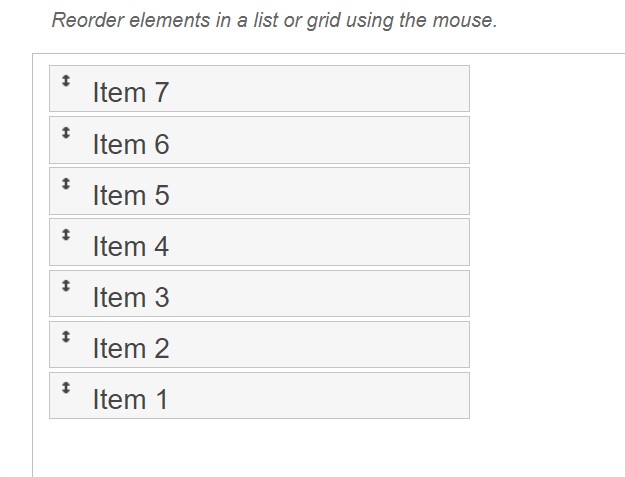 Reorder elements in a list or grid using the mouse.
Item 7
Item 6
Item 5
Item 4
Item 3
Item 2
Item 1